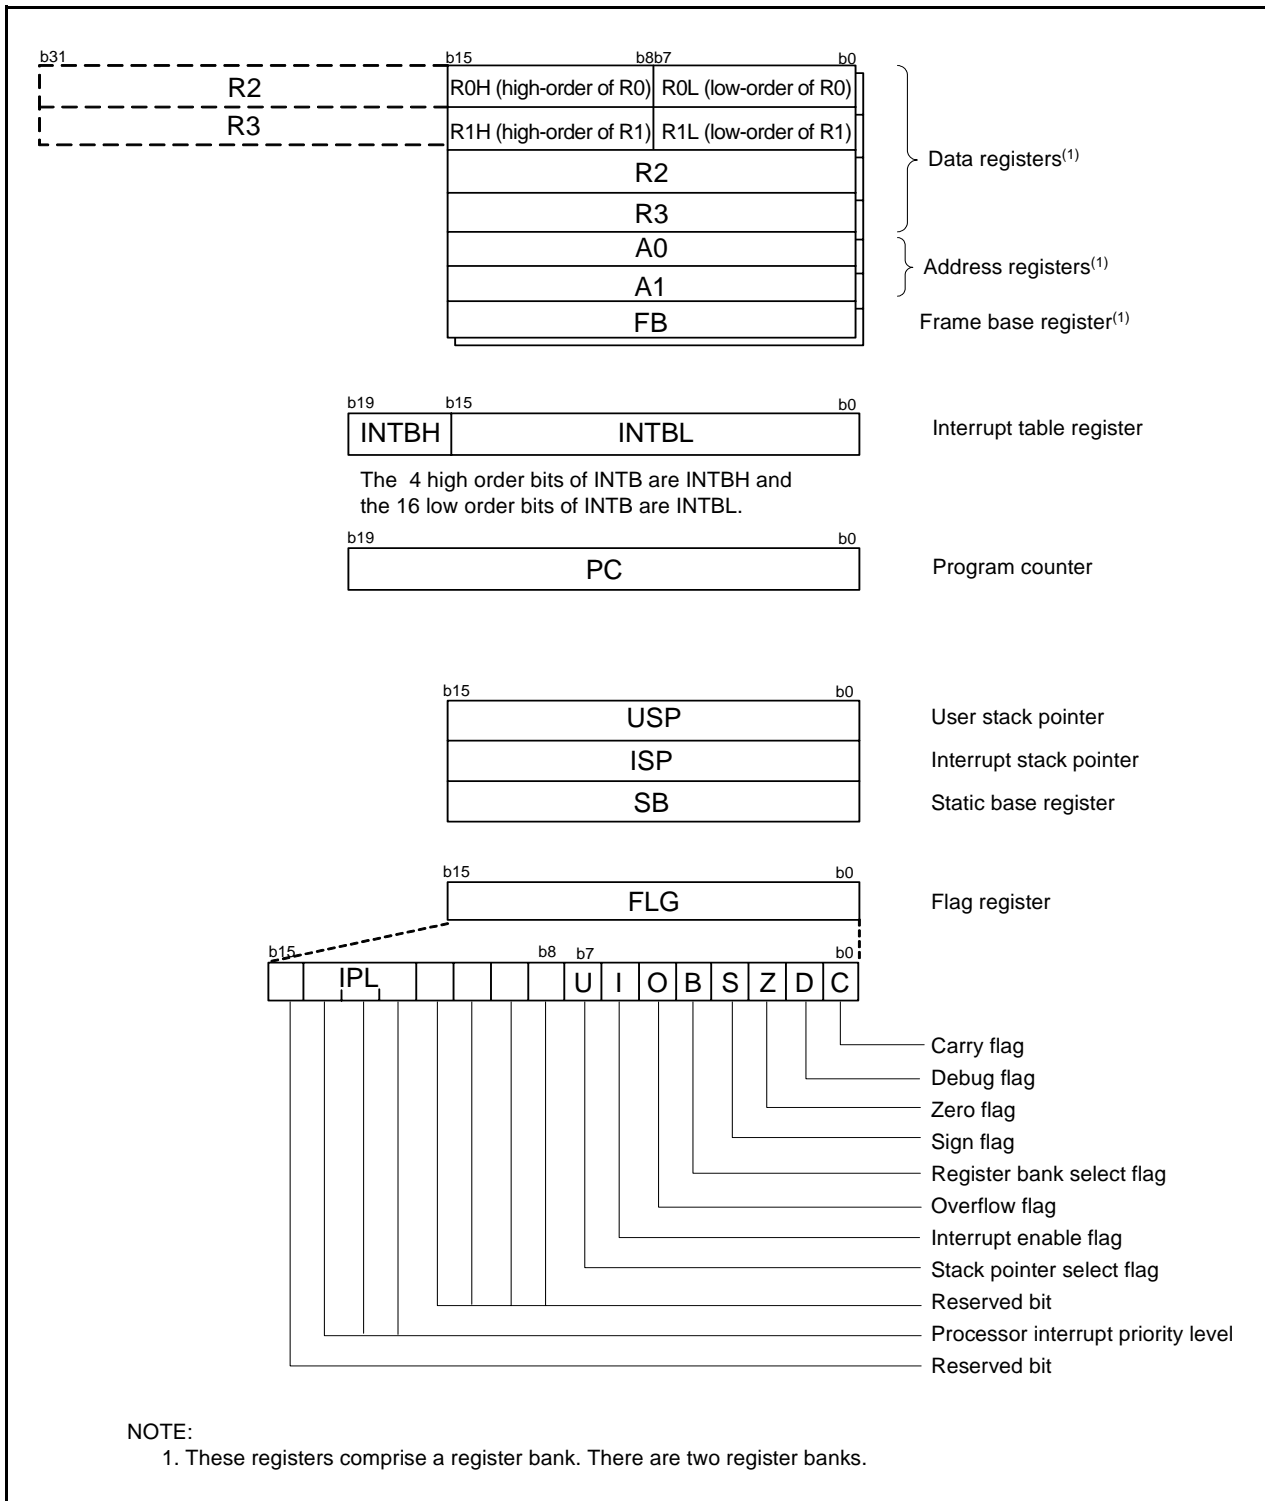 b31 b15 b8b7 b0
R2 R0H (high-order of R0) R0L (low-order of R0)
R3 R1H (high-order of R1) R1L (low-order of R1)
R2
R3
Data registers(1)
A0
A1
Address registers(1)
FB Frame base register(1)
b19 b15 b0
INTBH INTBL Interrupt table register
The 4 high order bits of INTB are INTBH and
the 16 low order bits of INTB are INTBL.
b19 b0
PC Program counter
b15 b0
USP User stack pointer
ISP Interrupt stack pointer
SB Static base register
b15 b0
FLG Flag register
b15 b8 b7 b0
IPL U I O B S Z D C
Carry flag
Debug flag
Zero flag
Sign flag
Register bank select flag
Overflow flag
Interrupt enable flag
Stack pointer select flag
Reserved bit
Processor interrupt priority level
Reserved bit
NOTE:
1. These registers comprise a register bank. There are two register banks.